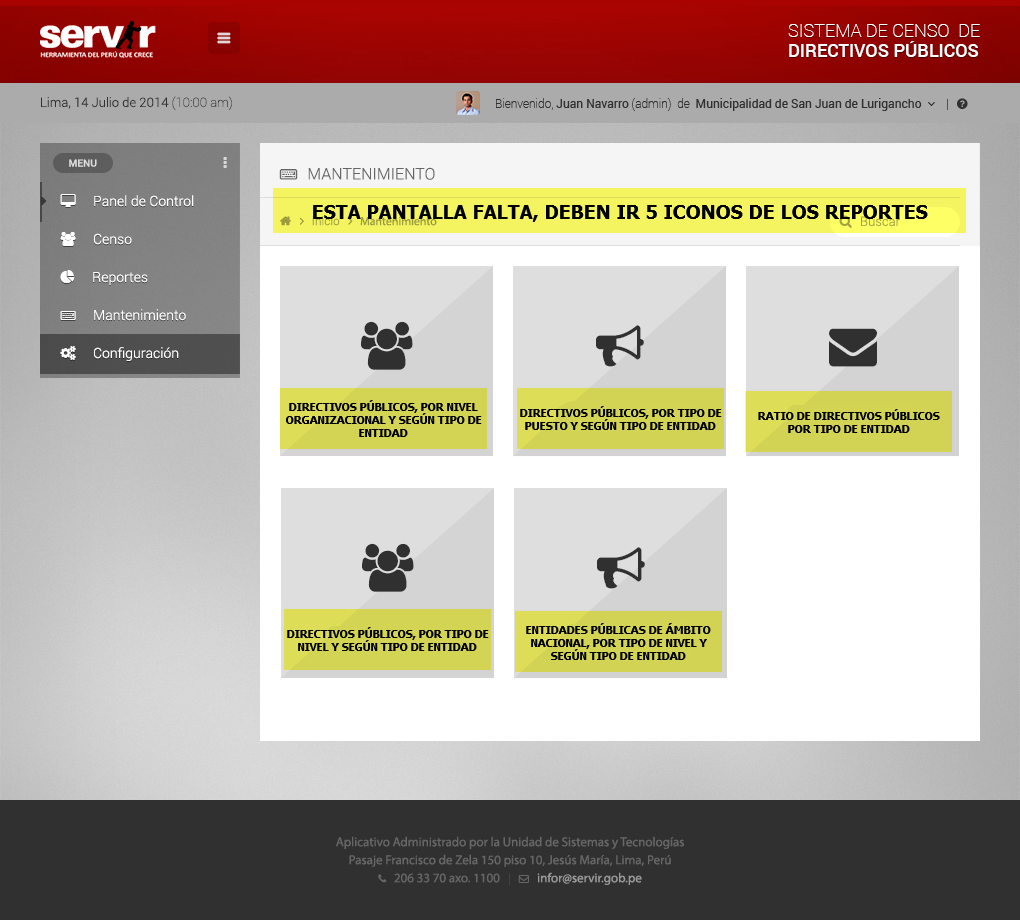 servir
HERRAMIENTA DEL PERÚ QUE CRECE
SISTEMA DE CENSO DE
DIRECTIVOS PÚBLICOS
Lima, 14 Julio de 2014 (10:00 am)
Bienvenido, Juan Navarro (admin) de Municipalidad de San Juan de Lurigancho | ?
MENU
Panel de Control
Censo
Reportes
Mantenimiento
Configuración
MANTENIMIENTO
ESTA PANTALLA FALTA, DEBEN IR 5 ICONOS DE LOS REPORTES
> Inicio > Mantenimiento
Buscar
DIRECTIVOS PÚBLICOS, POR NIVEL
ORGANIZACIONAL Y SEGÚN TIPO DE
ENTIDAD
DIRECTIVOS PÚBLICOS, POR TIPO DE
PUESTO Y SEGÚN TIPO DE ENTIDAD
RATIO DE DIRECTIVOS PÚBLICOS
POR TIPO DE ENTIDAD
DIRECTIVOS PÚBLICOS, POR TIPO DE
NIVEL Y SEGÚN TIPO DE ENTIDAD
ENTIDADES PÚBLICAS DE ÁMBITO
NACIONAL, POR TIPO DE NIVEL Y
SEGÚN TIPO DE ENTIDAD
Aplicativo Administrado por la Unidad de Sistemas y Tecnologías
Pasaje Francisco de Zela 150 piso 10, Jesús María, Lima, Perú
206 33 70 axo. 1100 | infor@servir.gob.pe